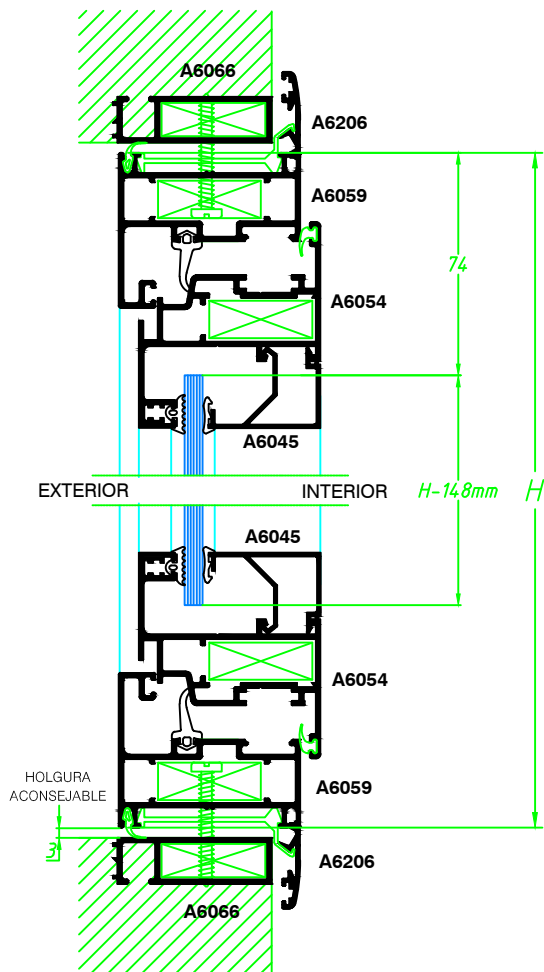 A6066
A6206
A6059
74
A6054
A6045
EXTERIOR
INTERIOR
H-148mm
H
A6045
A6054
HOLGURA
ACONSEJABLE
A6059
3
A6206
A6066